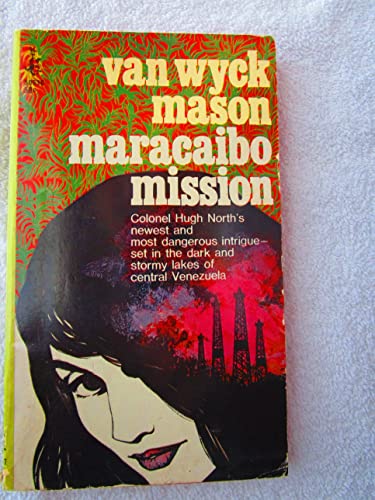 van wyck
mason
maracaibo
mission
Colonel Hugh North's
newest and
most dangerous intrigue—
set in the dark and
stormy lakes of
central Venezuela